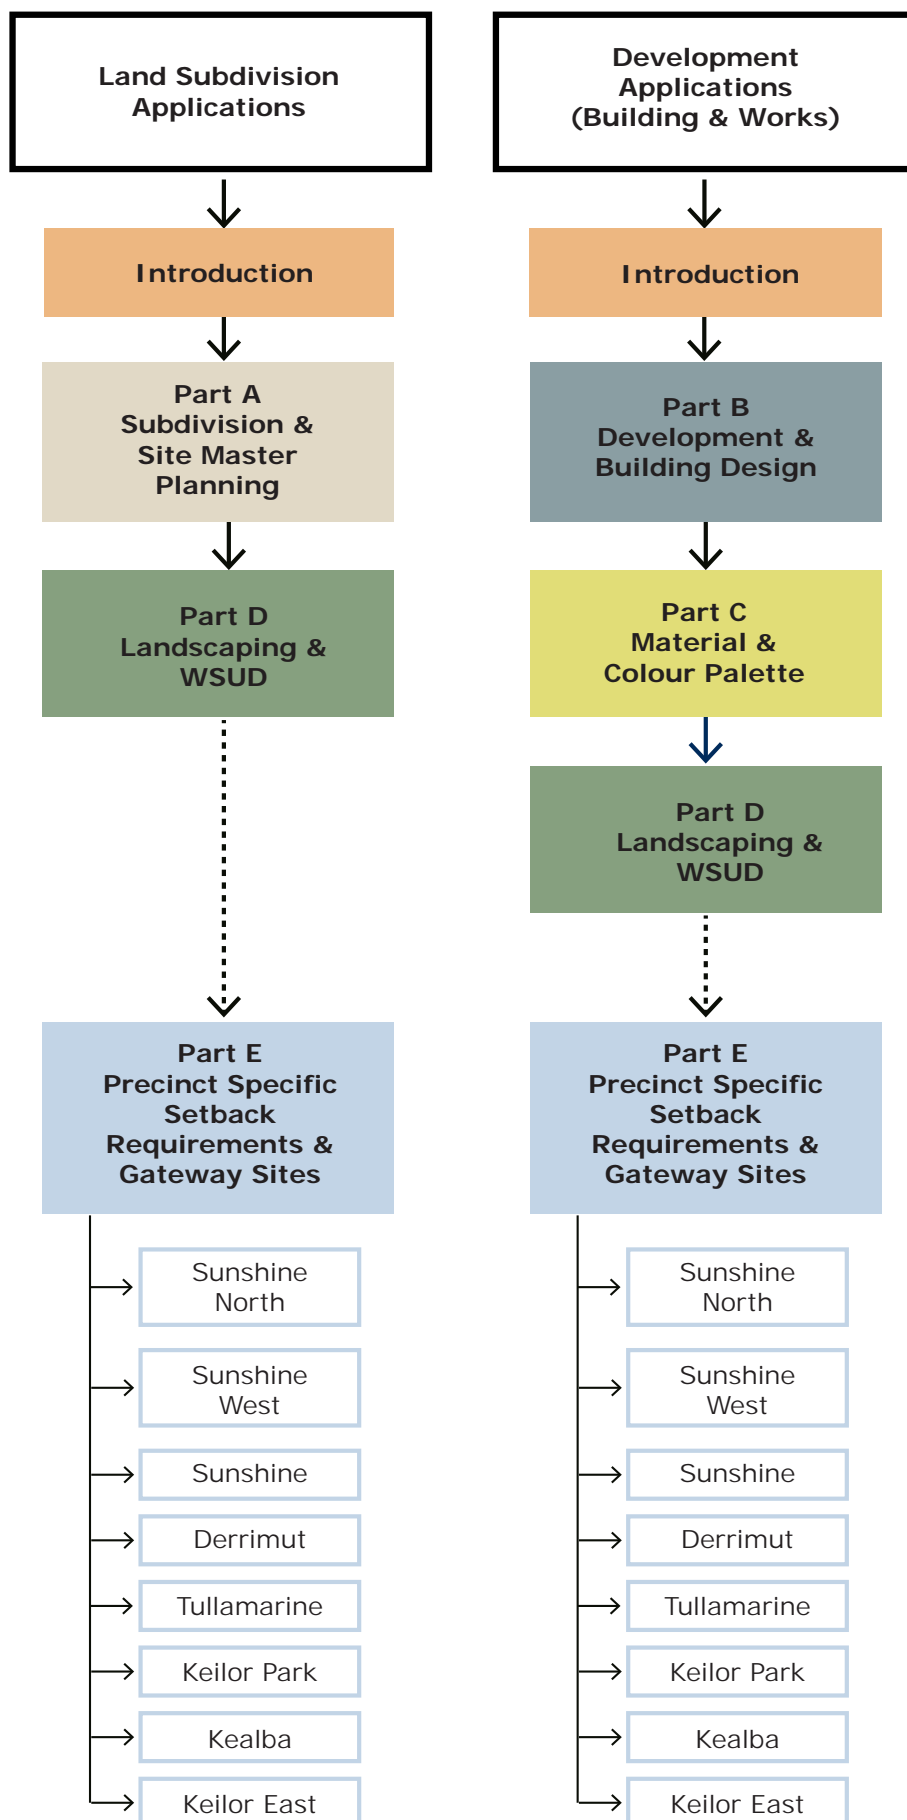 Land Subdivision
Applications
Introduction
Part A
Subdivision &
Site Master
Planning
Part D
Landscaping &
WSUD
Part E
Precinct Specific
Setback
Requirements &
Gateway Sites
Sunshine
North
Sunshine
West
Sunshine
Derrimut
Tullamarine
Keilor Park
Kealba
Keilor East
Development
Applications
(Building & Works)
Introduction
Part B
Development &
Building Design
Part C
Material &
Colour Palette
Part D
Landscaping &
WSUD
Part E
Precinct Specific
Setback
Requirements &
Gateway Sites
Sunshine
North
Sunshine
West
Sunshine
Derrimut
Tullamarine
Keilor Park
Kealba
Keilor East